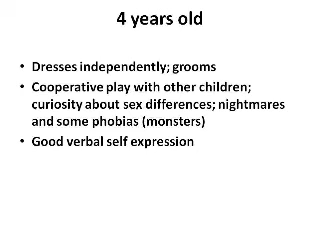 4 years old
• Dresses independently; grooms
• Cooperative play with other children;
curiosity about sex differences; nightmares
and some phobias (monsters)
• Good verbal self expression